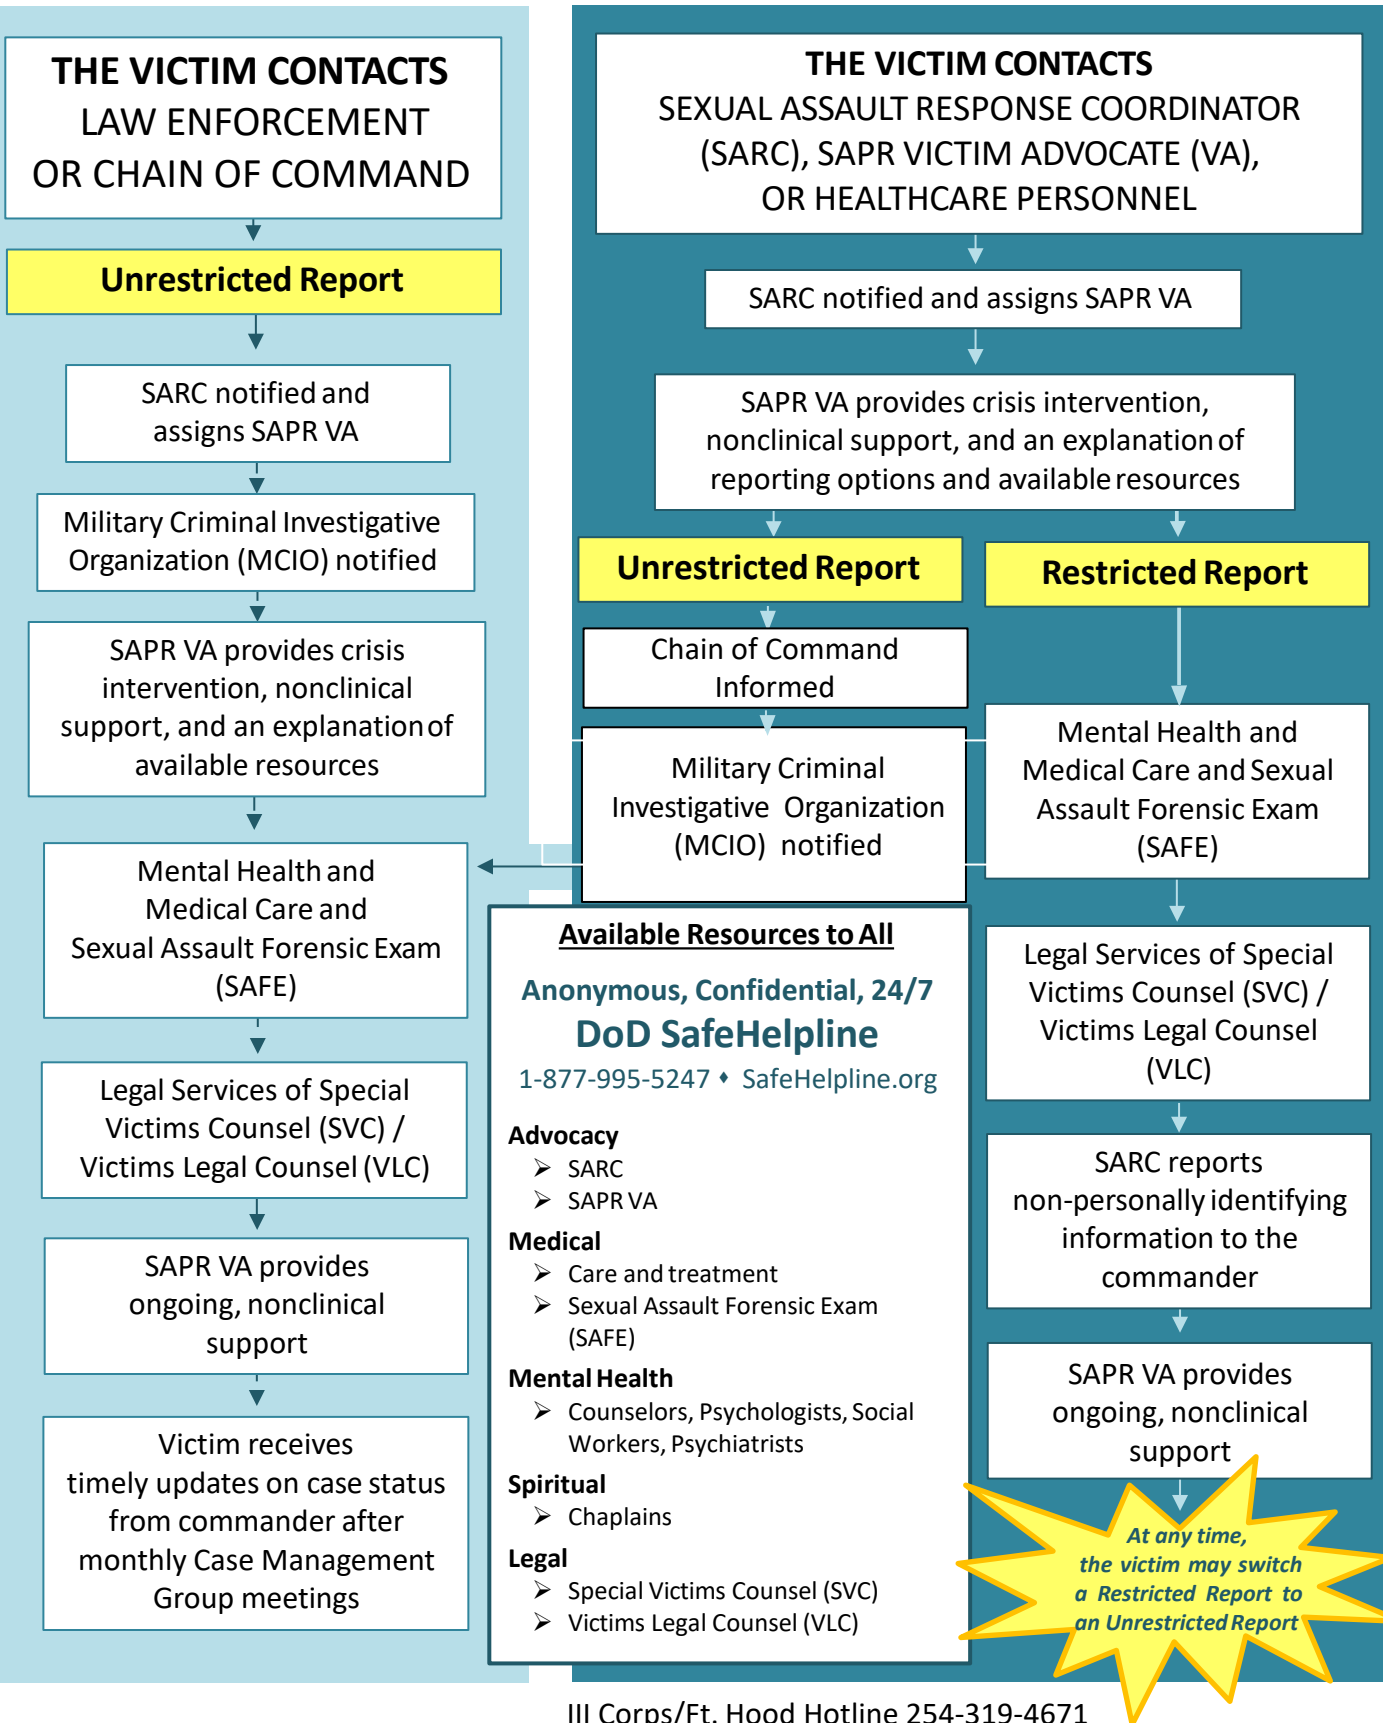 THE VICTIM CONTACTS
LAW ENFORCEMENT
OR CHAIN OF COMMAND
Unrestricted Report
SARC notified and
assigns SAPR VA
Military Criminal Investigative
Organization (MCIO) notified
SAPR VA provides crisis
intervention, nonclinical
support, and an explanation of
available resources
Mental Health and
Medical Care and
Sexual Assault Forensic Exam
(SAFE)
Legal Services of Special
Victims Counsel (SVC) /
Victims Legal Counsel (VLC)
SAPR VA provides
ongoing, nonclinical
support
Victim receives
timely updates on case status
from commander after
monthly Case Management
Group meetings
THE VICTIM CONTACTS
SEXUAL ASSAULT RESPONSE COORDINATOR
(SARC), SAPR VICTIM ADVOCATE (VA),
OR HEALTHCARE PERSONNEL
SARC notified and assigns SAPR VA
SAPR VA provides crisis intervention,
nonclinical support, and an explanation of
reporting options and available resources
Unrestricted Report
Chain of Command
Informed
Military Criminal
Investigative Organization
(MCIO) notified
Restricted Report
Mental Health and
Medical Care and Sexual
Assault Forensic Exam
(SAFE)
Legal Services of Special
Victims Counsel (SVC) /
Victims Legal Counsel
(VLC)
SARC reports
non-personally identifying
information to the
commander
SAPR VA provides
ongoing, nonclinical
support
At any time,
the victim may switch
a Restricted Report to
an Unrestricted Report
Available Resources to All
Anonymous, Confidential, 24/7
DoD SafeHelpline
1-877-995-5247 ♦ SafeHelpline.org
Advocacy
➢ SARC
➢ SAPR VA
Medical
➢ Care and treatment
➢ Sexual Assault Forensic Exam
(SAFE)
Mental Health
➢ Counselors, Psychologists, Social
Workers, Psychiatrists
Spiritual
➢ Chaplains
Legal
➢ Special Victims Counsel (SVC)
➢ Victims Legal Counsel (VLC)
III Corps/Ft. Hood Hotline 254-319-4671